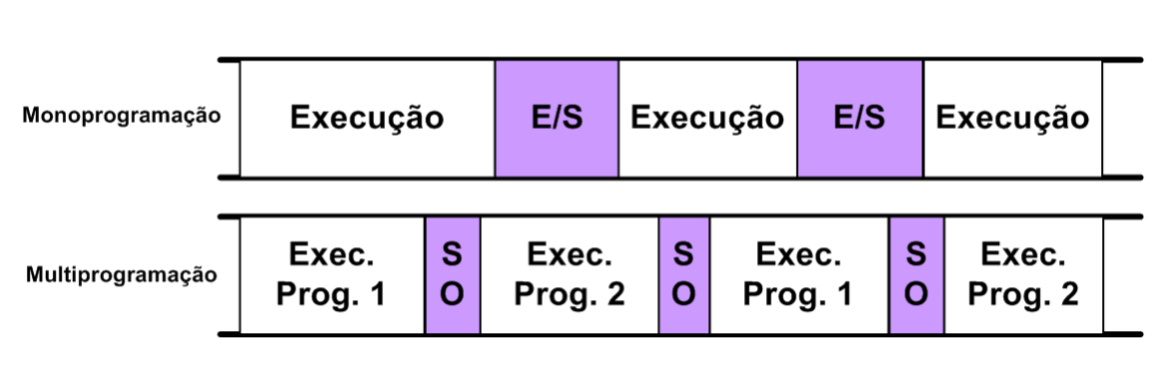 Monoprogramação
Execução
E/S
Execução
E/S
Execução
Multiprogramação
Exec.
Prog. 1
S
O
Exec.
Prog. 2
S
O
Exec.
Prog. 1
S
O
Exec.
Prog. 2